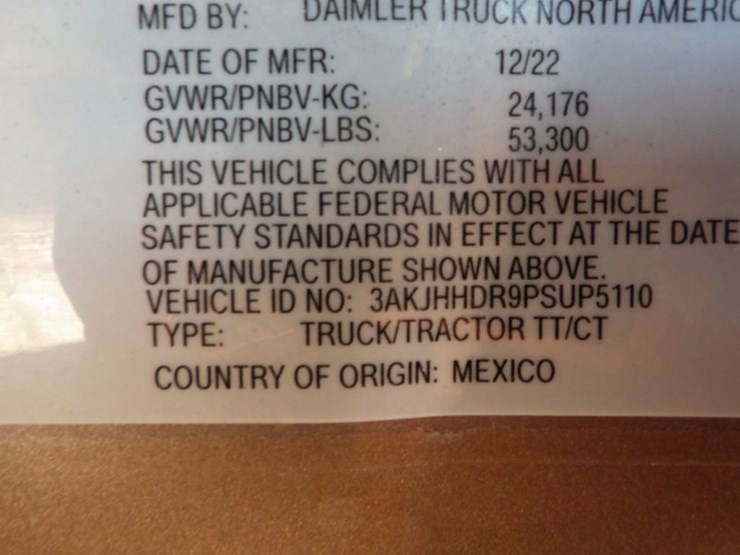 MFD BY: DAIMLER TRUCK NORTH AMERIC
DATE OF MFR: 12/22
GVWR/PNBV-KG: 24,176
GVWR/PNBV-LBS: 53,300
THIS VEHICLE COMPLIES WITH ALL
APPLICABLE FEDERAL MOTOR VEHICLE
SAFETY STANDARDS IN EFFECT AT THE DATE
OF MANUFACTURE SHOWN ABOVE.
VEHICLE ID NO: 3AKJHHDR9PSUP5110
TYPE: TRUCK/TRACTOR TT/CT
COUNTRY OF ORIGIN: MEXICO